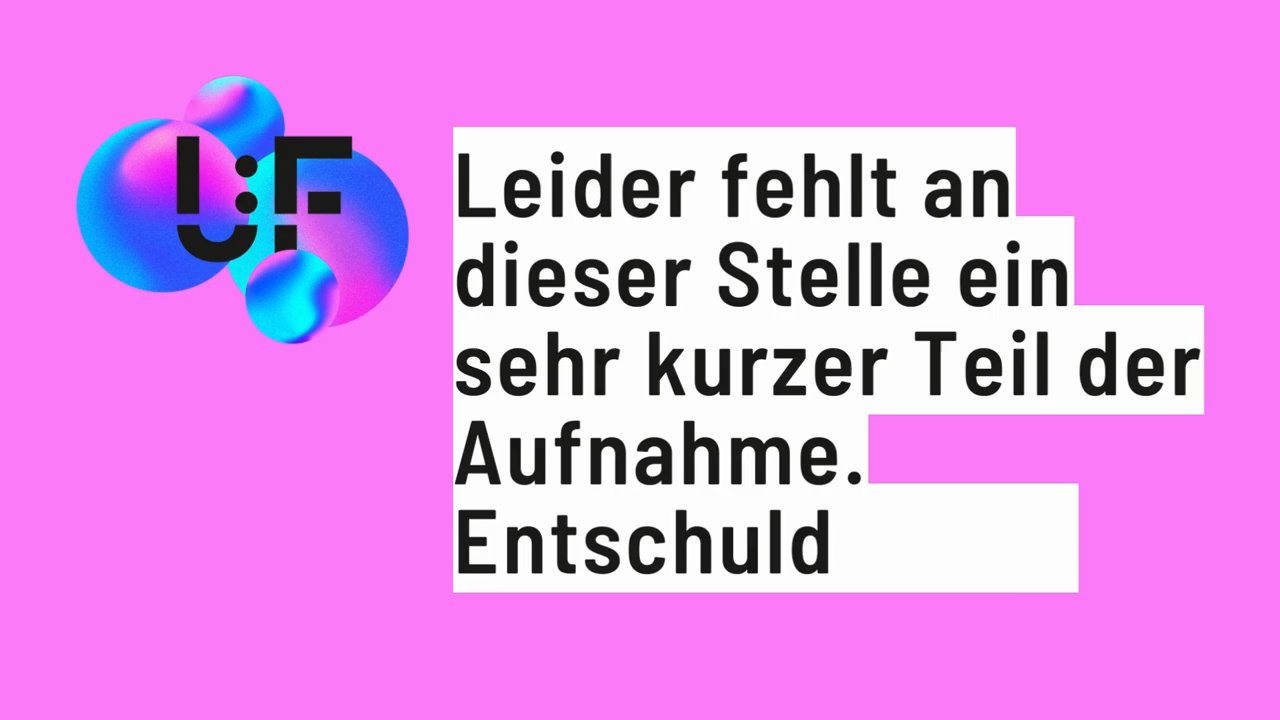 Leider fehlt an
dieser Stelle ein
sehr kurzer Teil der
Aufnahme.
Entschuld